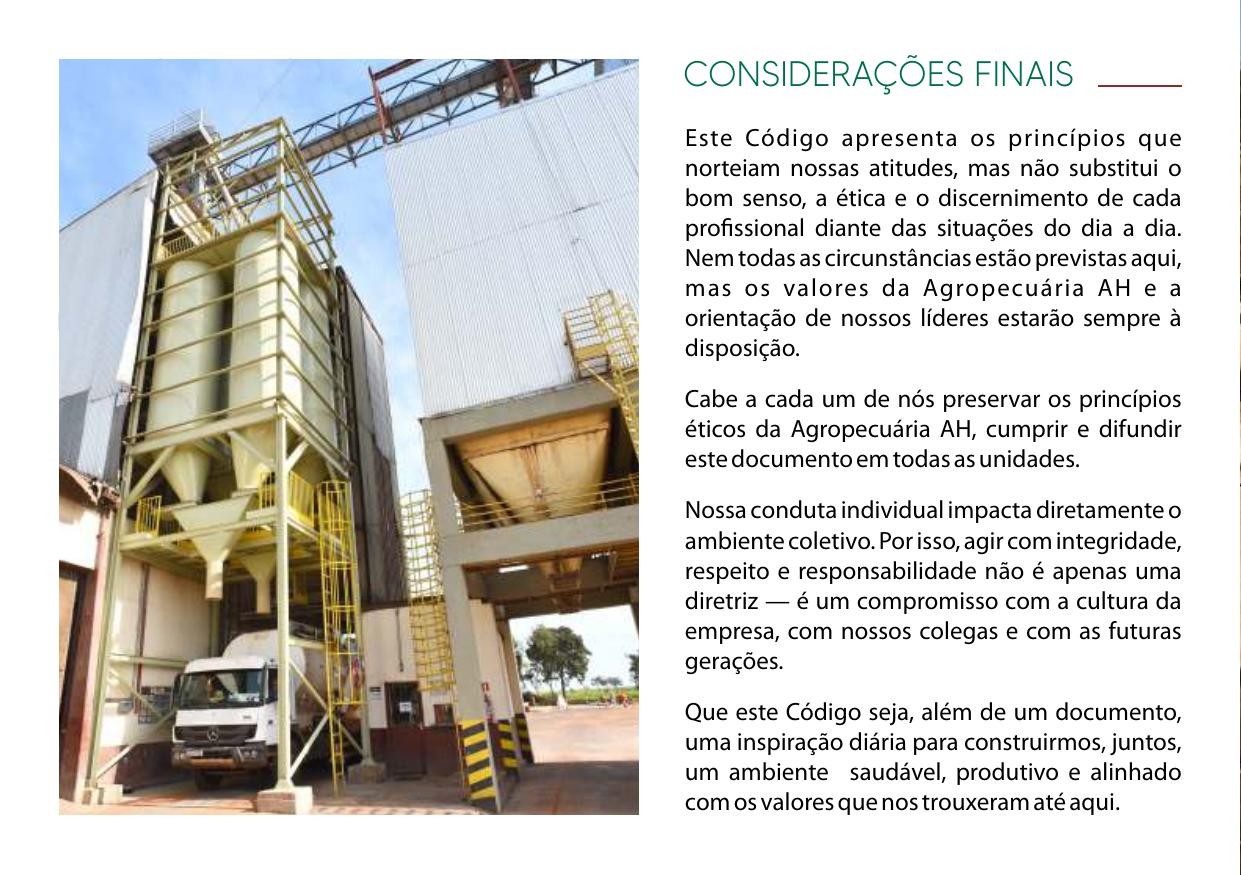 CONSIDERAÇÕES FINAIS
Este Código apresenta os princípios que
norteiam nossas atitudes, mas não substitui o
bom senso, a ética e o discernimento de cada
profissional diante das situações do dia a dia.
Nem todas as circunstâncias estão previstas aqui,
mas os valores da Agropecuária AH e a
orientação de nossos líderes estarão sempre à
disposição.
Cabe a cada um de nós preservar os princípios
éticos da Agropecuária AH, cumprir e difundir
este documento em todas as unidades.
Nossa conduta individual impacta diretamente o
ambiente coletivo. Por isso, agir com integridade,
respeito e responsabilidade não é apenas uma
diretriz — é um compromisso com a cultura da
empresa, com nossos colegas e com as futuras
gerações.
Que este Código seja, além de um documento,
uma inspiração diária para construirmos, juntos,
um ambiente saudável, produtivo e alinhado
com os valores que nos trouxeram até aqui.